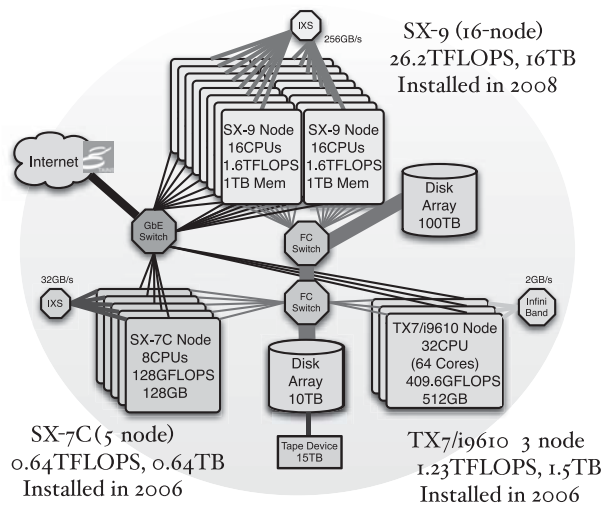 IXS
256GB/s
SX-9 (16-node)
26.2TFLOPS, 16TB
Installed in 2008
SX-9 Node
16CPUs
1.6TFLOPS
1TB Mem
SX-9 Node
16CPUs
1.6TFLOPS
1TB Mem
Internet
Disk
Array
100TB
GbE
Switch
FC
Switch
32GB/s
IXS
FC
Switch
2GB/s
Infini
Band
SX-7C Node
8CPUs
128GFLOPS
128GB
Disk
Array
10TB
TX7/i9610 Node
32CPU
(64 Cores)
409.6GFLOPS
512GB
Tape Device
15TB
SX-7C (5 node)
0.64TFLOPS, 0.64TB
Installed in 2006
TX7/i9610 3 node
1.23TFLOPS, 1.5TB
Installed in 2006